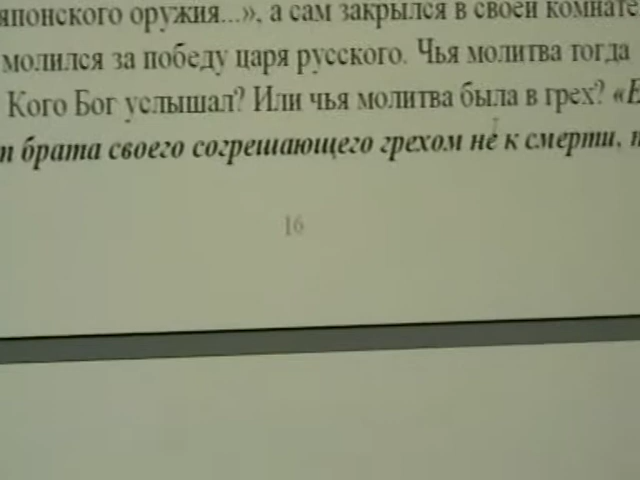 японского оружия...», а сам закрылся в своей комнате
молился за победу царя русского. Чья молитва тогда
Кого Бог услышал? Или чья молитва была в грех? «Е
т брата своего согрешающего грехом не к смерти, п
16